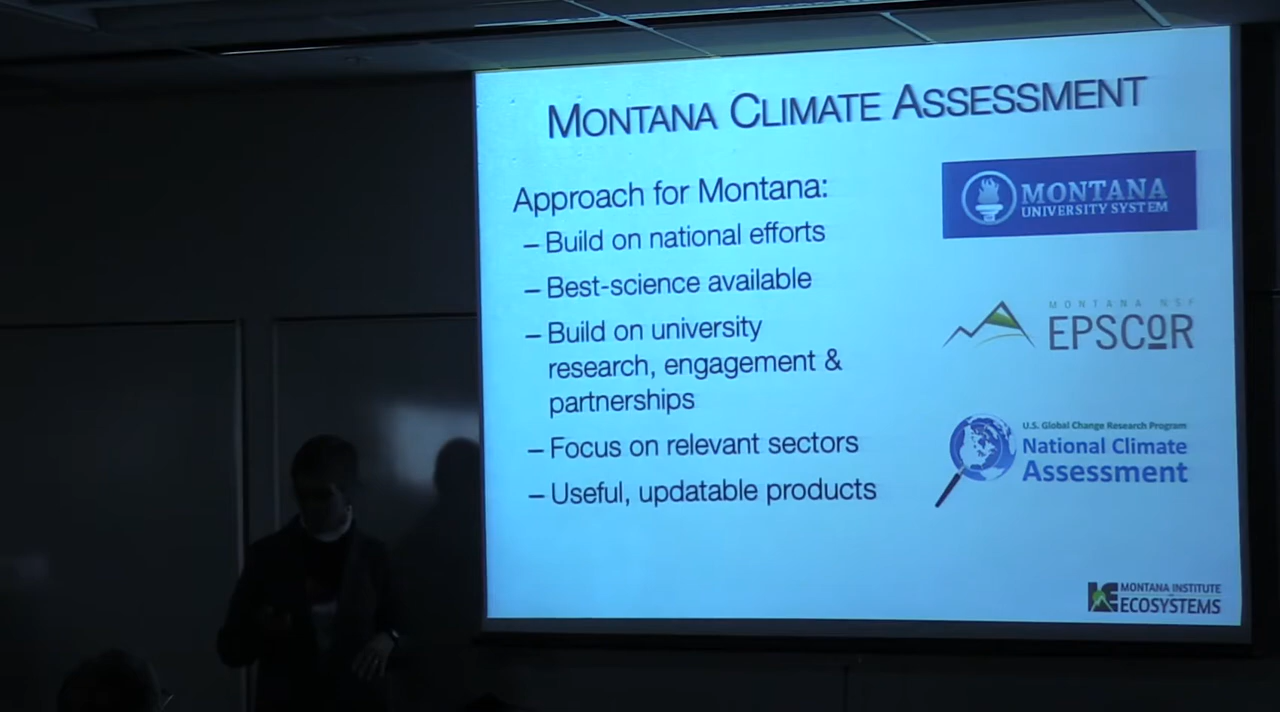 MONTANA CLIMATE ASSESSMENT
Approach for Montana:
– Build on national efforts
– Best-science available
– Build on university
research, engagement &
partnerships
– Focus on relevant sectors
– Useful, updatable products
MONTANA
UNIVERSITY SYSTEM
MONTANA NSF
EPSCoR
U.S. Global Change Research Program
National Climate
Assessment
MONTANA INSTITUTE
ECOSYSTEMS